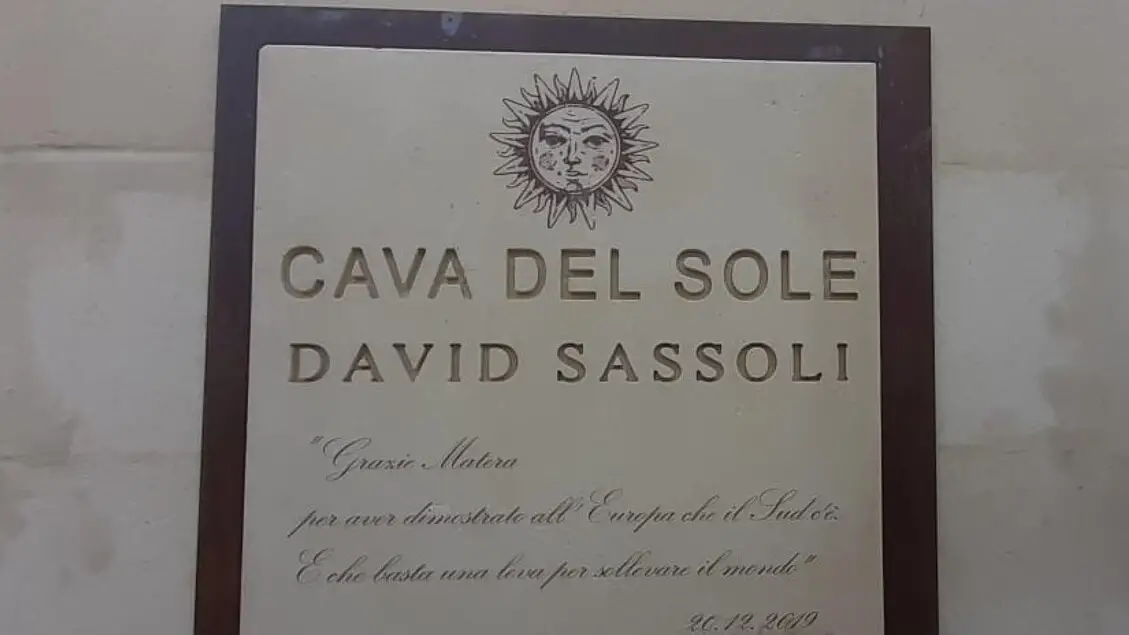 CAVA DEL SOLE
DAVID SASSOLI
"Grazie Matera
per aver dimostrato all'Europa che il Sud c'è.
E che basta una leva per sollevare il mondo"
20.12.2019